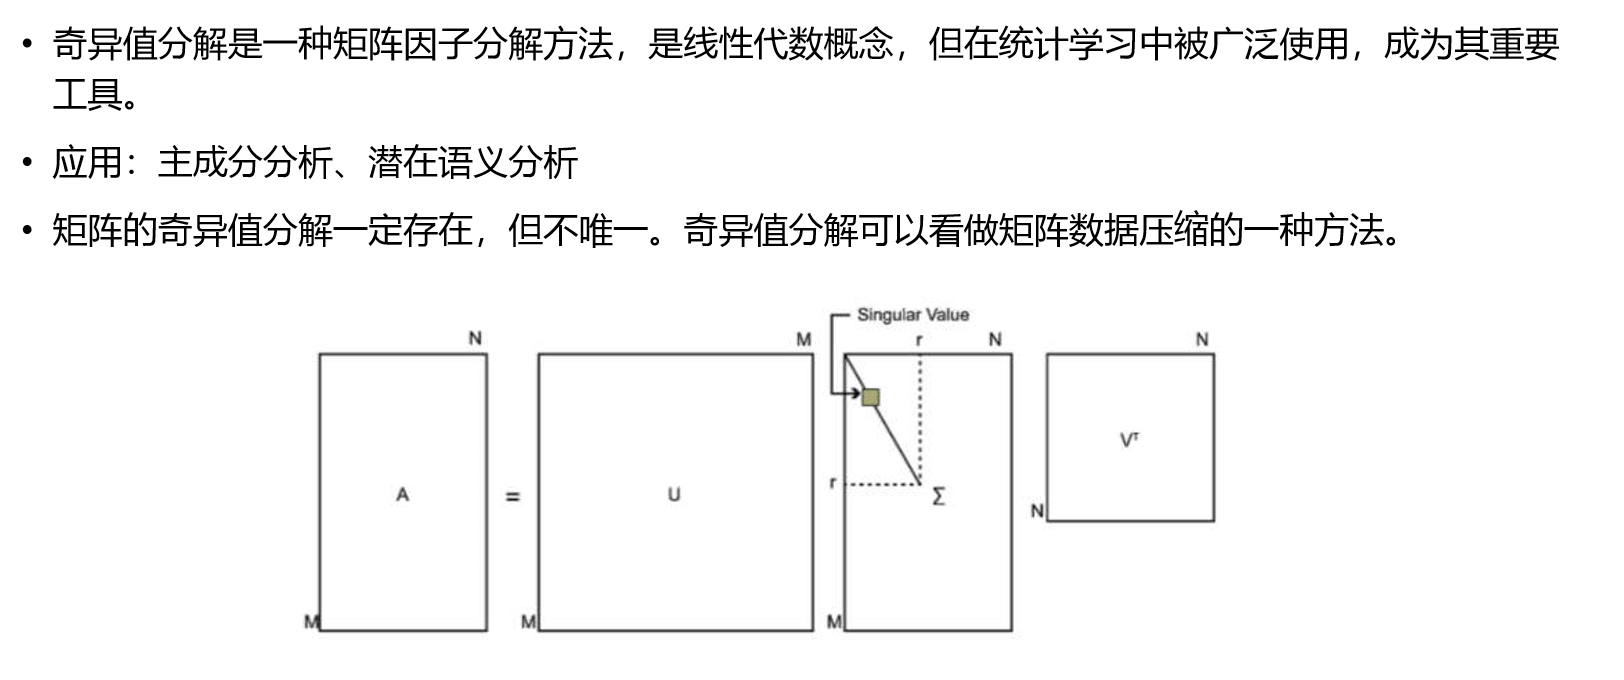 • 奇异值分解是一种矩阵因子分解方法，是线性代数概念，但在统计学习中被广泛使用，成为其重要
工具。
• 应用：主成分分析、潜在语义分析
• 矩阵的奇异值分解一定存在，但不唯一。奇异值分解可以看做矩阵数据压缩的一种方法。
Singular Value
N M r N N
A = U r Σ Vᵀ
N
M M M